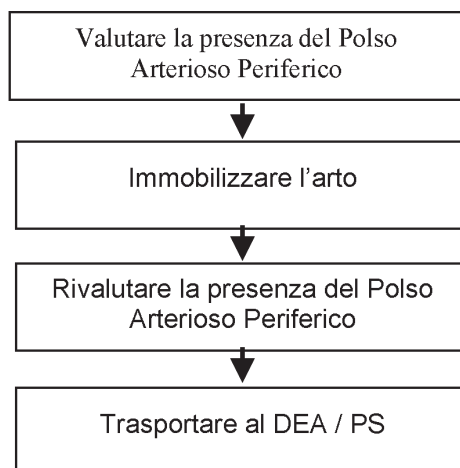 Valutare la presenza del Polso
Arterioso Periferico
Immobilizzare l'arto
Rivalutare la presenza del Polso
Arterioso Periferico
Trasportare al DEA / PS